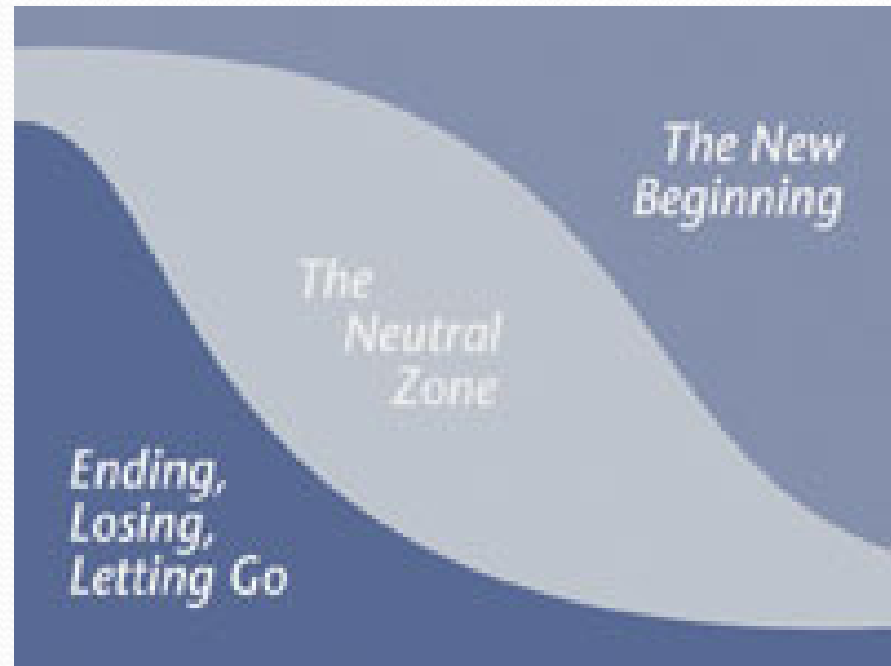 The New
Beginning
The
Neutral
Zone
Ending,
Losing,
Letting Go